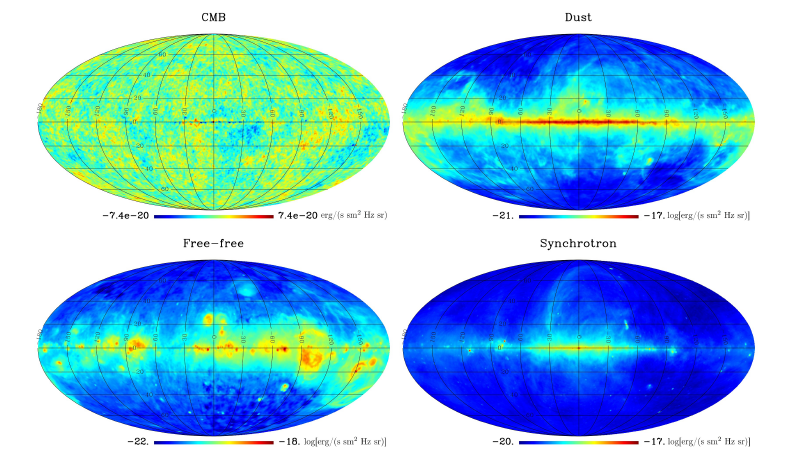 CMB
Dust
−7.4e−20 7.4e−20 erg/(s sm² Hz sr)
−21. −17. log[erg/(s sm² Hz sr)]
Free−free
Synchrotron
−22. −18. log[erg/(s sm² Hz sr)]
−20. −17. log[erg/(s sm² Hz sr)]